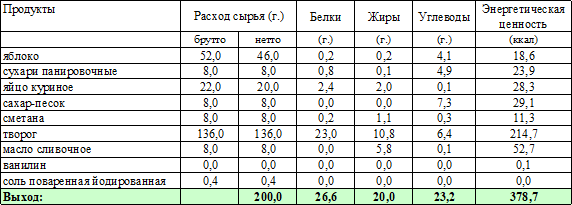 Продукты Расход сырья (г.) Белки Жиры Углеводы Энергетическая ценность
брутто нетто (г.) (г.) (г.) (ккал)
яблоко 52,0 46,0 0,2 0,2 4,1 18,6
сухари панировочные 8,0 8,0 0,8 0,1 4,9 23,9
яйцо куриное 22,0 20,0 2,4 2,0 0,1 28,3
сахар-песок 8,0 8,0 0,0 0,0 7,3 29,1
сметана 8,0 8,0 0,2 1,1 0,3 11,3
творог 136,0 136,0 23,0 10,8 6,4 214,7
масло сливочное 8,0 8,0 0,0 5,8 0,1 52,7
ванилин 0,0 0,0 0,0 0,0 0,0 0,1
соль поваренная йодированная 0,4 0,4 0,0 0,0 0,0 0,0
Выход: 200,0 26,6 20,0 23,2 378,7